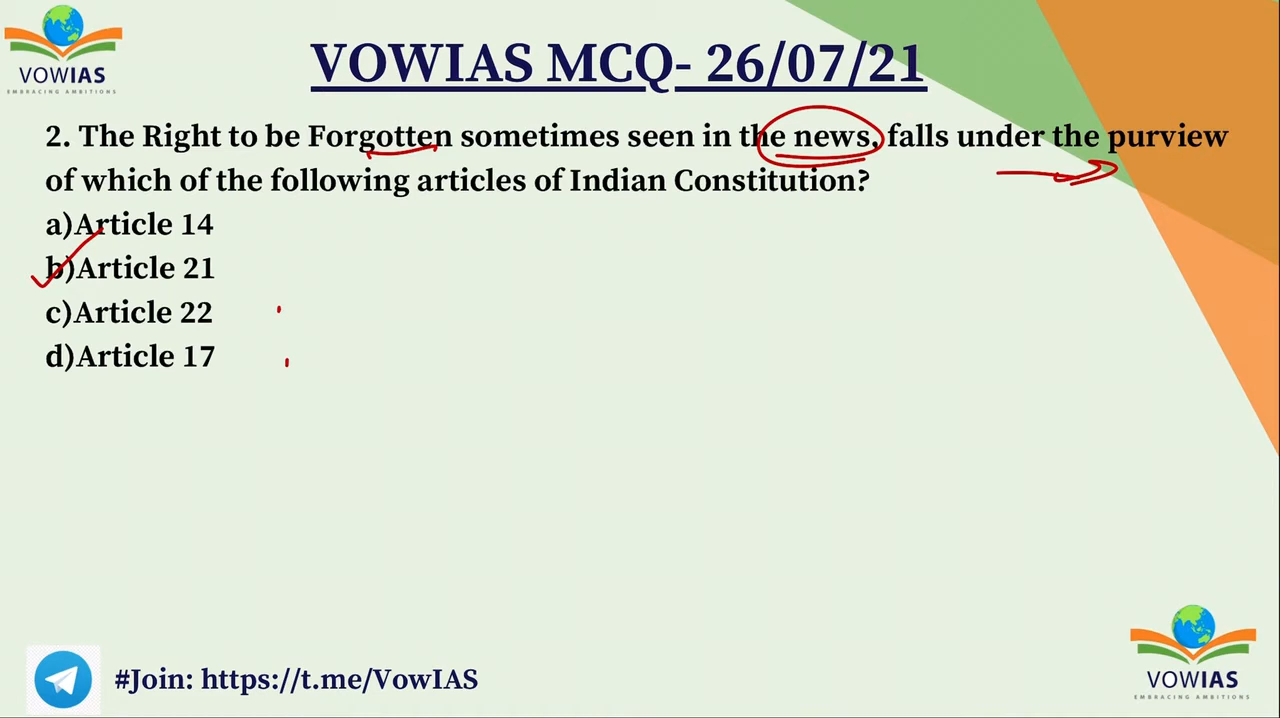 VOWIAS
EMBRACING AMBITIONS
VOWIAS MCQ- 26/07/21
2. The Right to be Forgotten sometimes seen in the news, falls under the purview
of which of the following articles of Indian Constitution?
a)Article 14
b)Article 21
c)Article 22
d)Article 17
#Join: https://t.me/VowIAS
VOWIAS
EMBRACING AMBITIONS